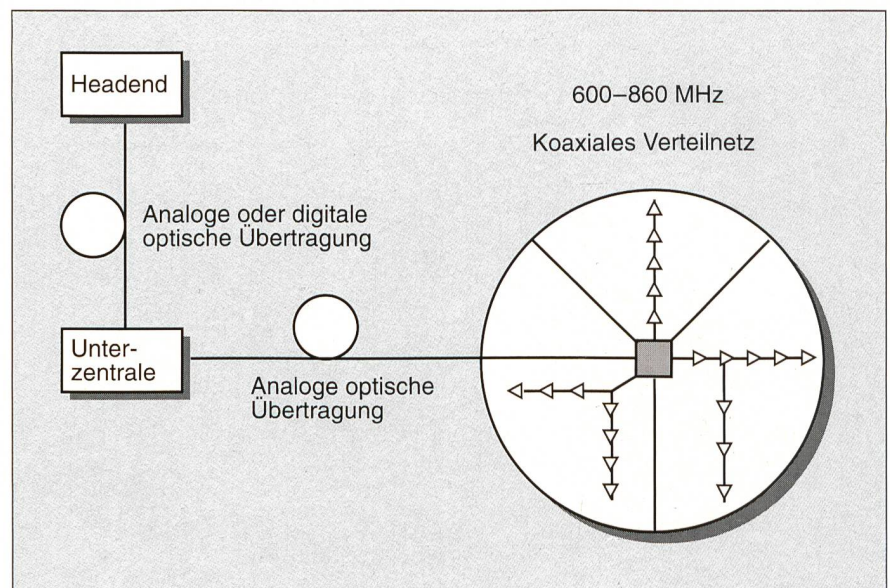 Headend
600–860 MHz
Koaxiales Verteilnetz
Analoge oder digitale
optische Übertragung
Unter-
zentrale
Analoge optische
Übertragung